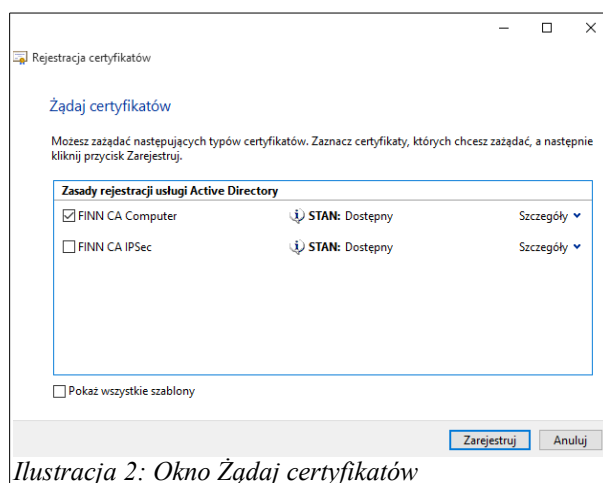 Rejestracja certyfikatów
Żądaj certyfikatów
Możesz zażądać następujących typów certyfikatów. Zaznacz certyfikaty, których chcesz zażądać, a następnie
kliknij przycisk Zarejestruj.
Zasady rejestracji usługi Active Directory
FINN CA Computer STAN: Dostępny Szczegóły
FINN CA IPSec STAN: Dostępny Szczegóły
Pokaż wszystkie szablony
Zarejestruj Anuluj
Ilustracja 2: Okno Żądaj certyfikatów